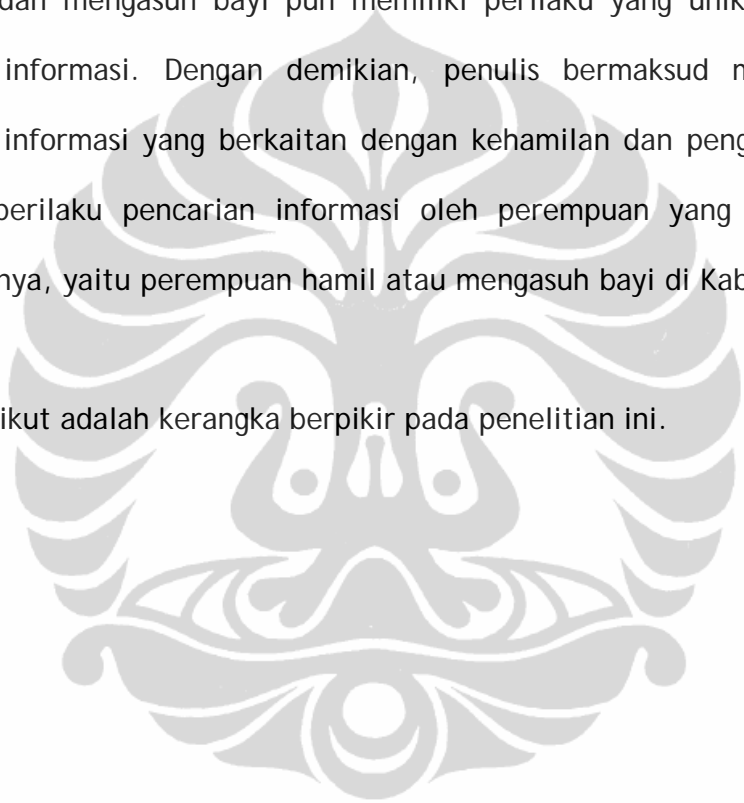 dan mengasuh bayi pun memiliki perilaku yang unik
informasi. Dengan demikian, penulis bermaksud
informasi yang berkaitan dengan kehamilan dan
perilaku pencarian informasi oleh perempuan yang
nya, yaitu perempuan hamil atau mengasuh bayi di Kab
ikut adalah kerangka berpikir pada penelitian ini.